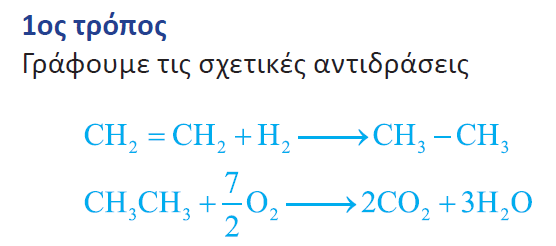 1ος τρόπος
Γράφουμε τις σχετικές αντιδράσεις
CH₂ = CH₂ + H₂ ⟶ CH₃ − CH₃
CH₃CH₃ + 7/2 O₂ ⟶ 2CO₂ + 3H₂O